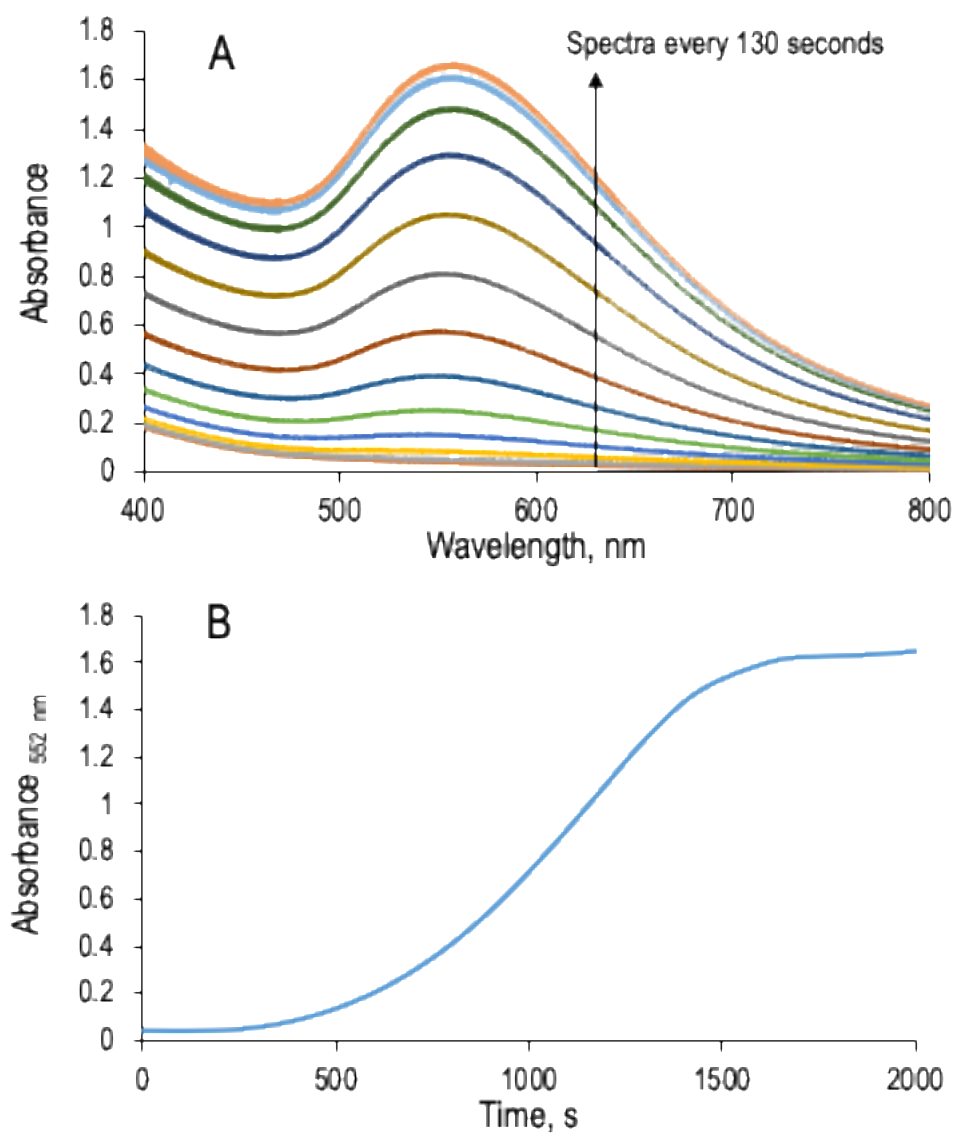 A
Spectra every 130 seconds
1.8
1.6
1.4
1.2
1
0.8
0.6
0.4
0.2
0
Absorbance
400 500 600 700 800
Wavelength, nm
B
1.8
1.6
1.4
1.2
1
0.8
0.6
0.4
0.2
0
Absorbance 552 nm
0 500 1000 1500 2000
Time, s